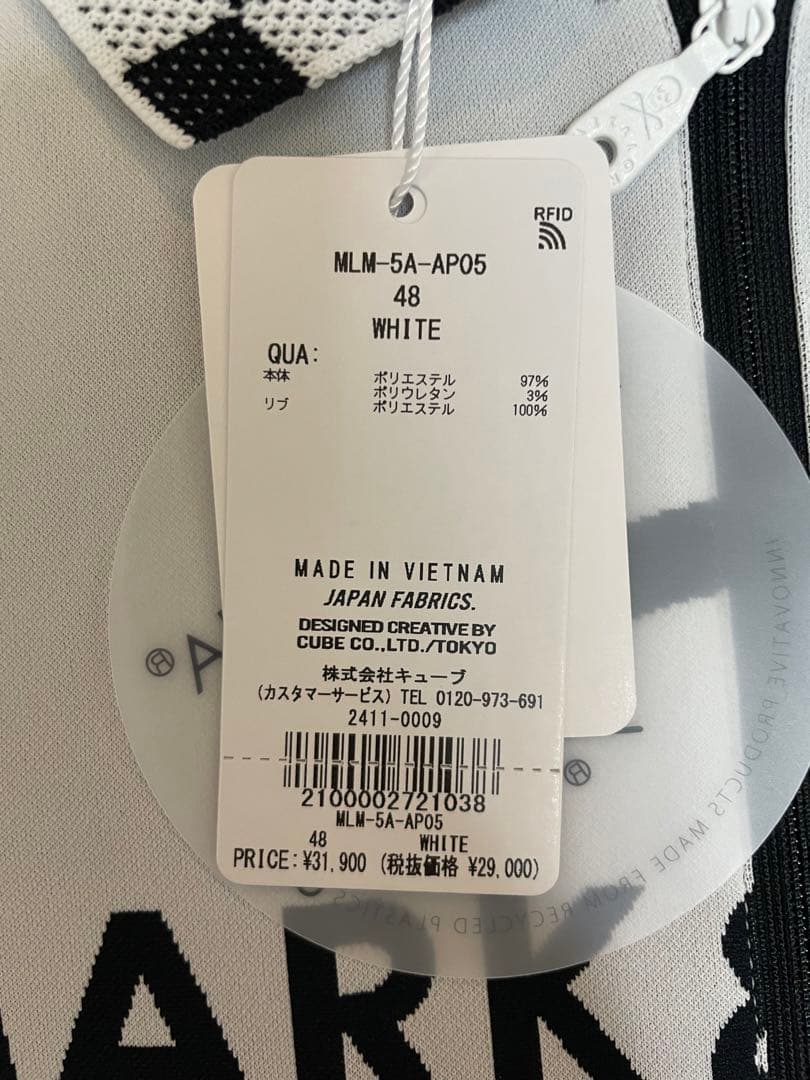 RFID
MLM-5A-AP05
48
WHITE
QUA:
本体 ポリエステル 97%
ポリウレタン 3%
リブ ポリエステル 100%
MADE IN VIETNAM
JAPAN FABRICS.
DESIGNED CREATIVE BY
CUBE CO.,LTD./TOKYO
株式会社キューブ
(カスタマーサービス) TEL 0120-973-691
2411-0009
2100002721038
MLM-5A-AP05
48 WHITE
PRICE:¥31,900 (税抜価格 ¥29,000)
INNOVATIVE PRODUCTS MADE FROM RECYCLED PLASTICS
ARK